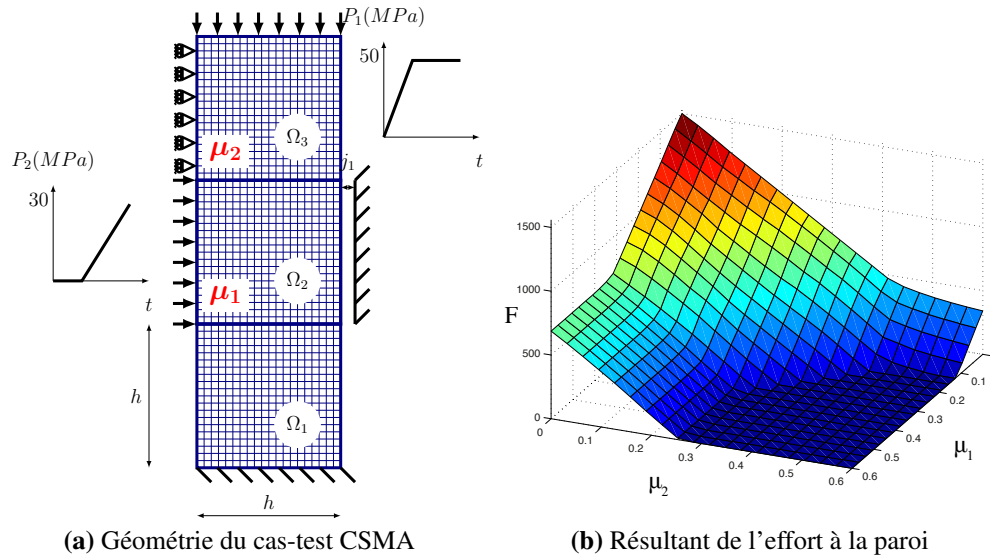 P₁(MPa)
50
t
Ω₃
μ₂
j₁
P₂(MPa)
30
t
Ω₂
μ₁
h
Ω₁
h
(a) Géométrie du cas-test CSMA
1500
1000
500
0
F
0
0.1
0.2
0.3
0.4
0.5
0.6
μ₂
0.1
0.2
0.3
0.4
0.5
0.6
μ₁
(b) Résultant de l'effort à la paroi